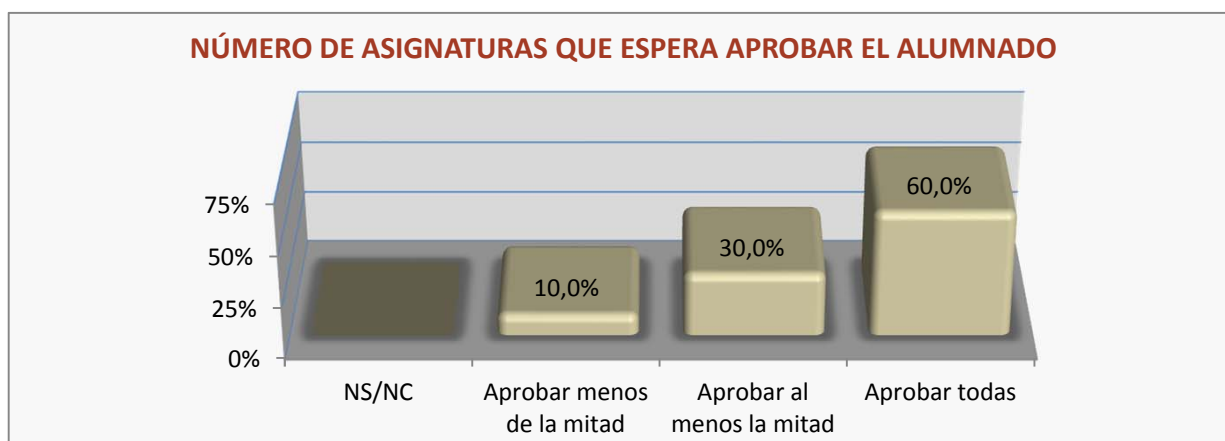 NÚMERO DE ASIGNATURAS QUE ESPERA APROBAR EL ALUMNADO
75%
50%
25%
0%
10,0%
30,0%
60,0%
NS/NC
Aprobar menos
de la mitad
Aprobar al
menos la mitad
Aprobar todas